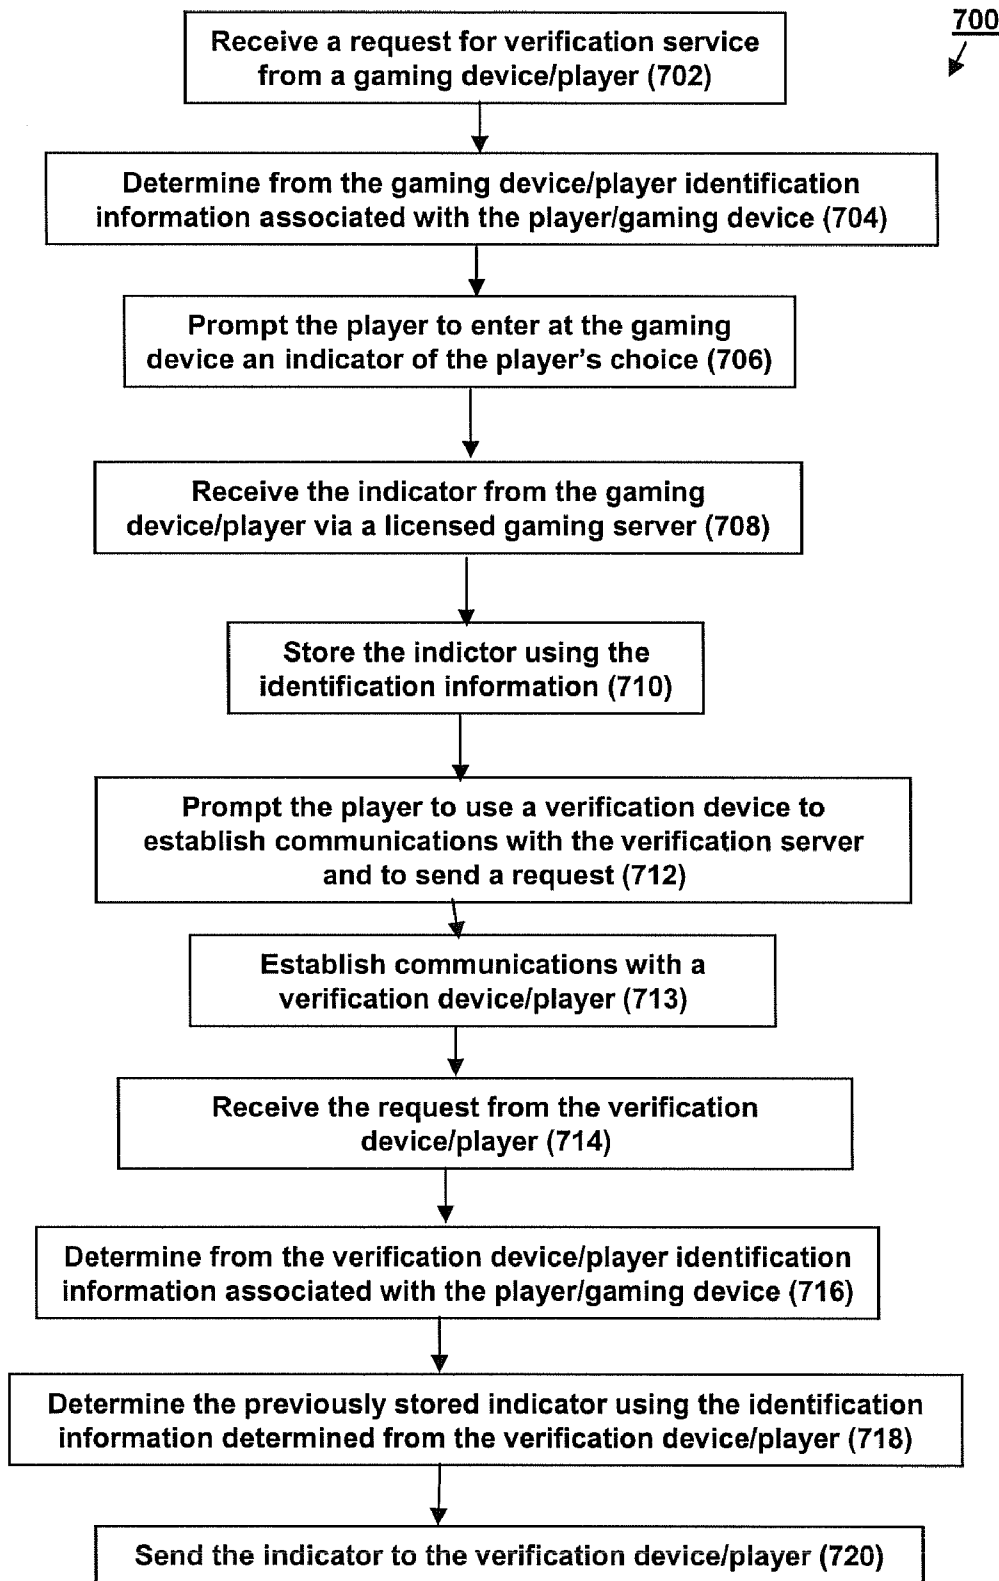 700
Receive a request for verification service
from a gaming device/player (702)
Determine from the gaming device/player identification
information associated with the player/gaming device (704)
Prompt the player to enter at the gaming
device an indicator of the player's choice (706)
Receive the indicator from the gaming
device/player via a licensed gaming server (708)
Store the indictor using the
identification information (710)
Prompt the player to use a verification device to
establish communications with the verification server
and to send a request (712)
Establish communications with a
verification device/player (713)
Receive the request from the verification
device/player (714)
Determine from the verification device/player identification
information associated with the player/gaming device (716)
Determine the previously stored indicator using the identification
information determined from the verification device/player (718)
Send the indicator to the verification device/player (720)